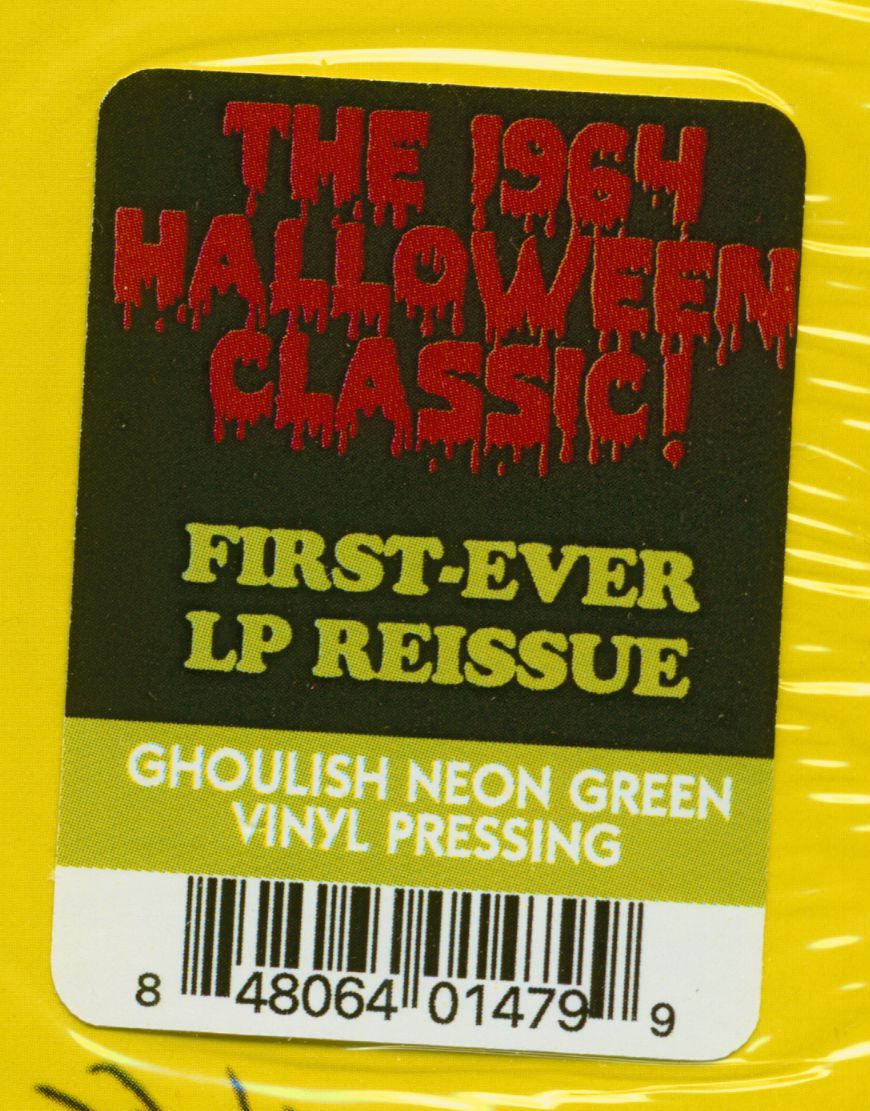 THE 1964
HALLOWEEN
CLASSIC!
FIRST-EVER
LP REISSUE
GHOULISH NEON GREEN
VINYL PRESSING
8 48064 01479 9